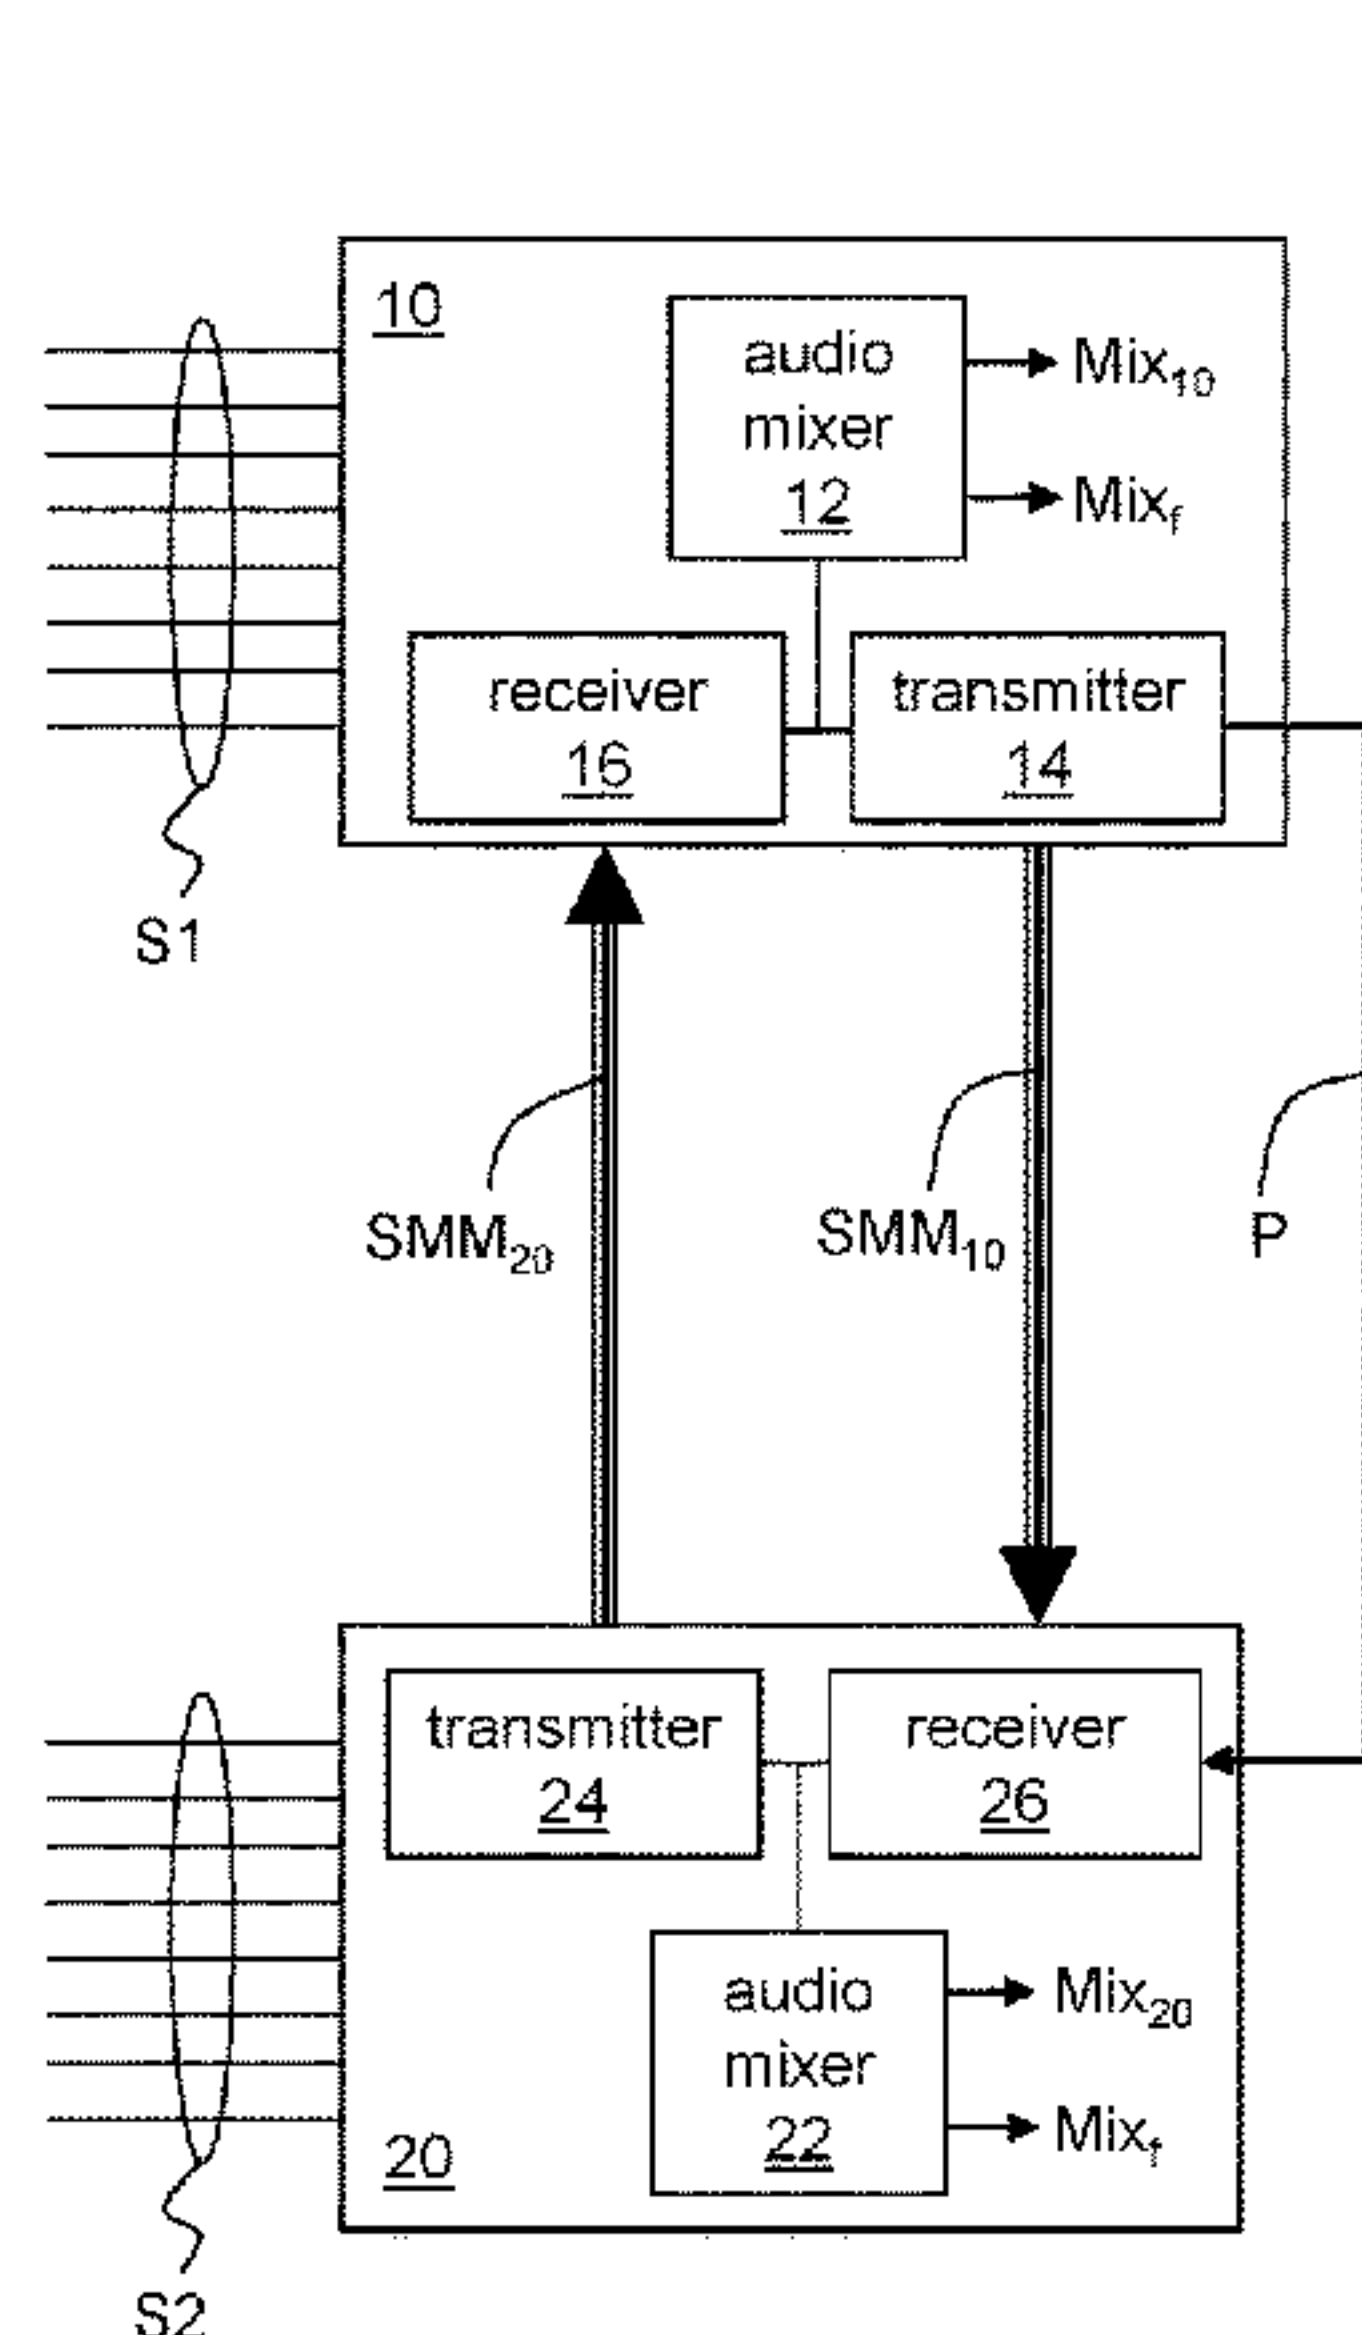 10
audio
mixer
12
Mix10
Mixf
receiver
16
transmitter
14
S1
SMM20
SMM10
P
transmitter
24
receiver
26
audio
mixer
22
Mix20
Mixf
20
S2